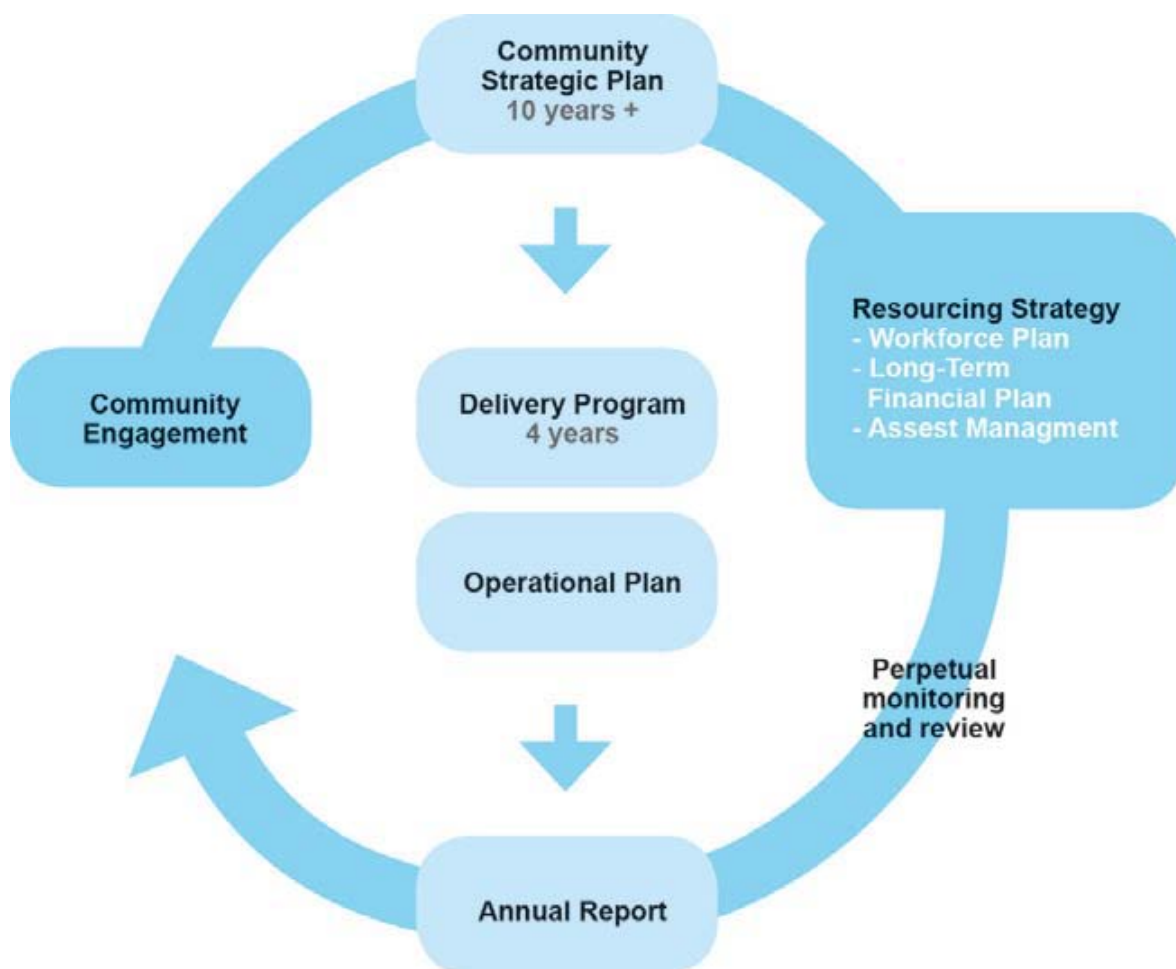 Community
Strategic Plan
10 years +
Resourcing Strategy
- Workforce Plan
- Long-Term
Financial Plan
- Assest Managment
Community
Engagement
Delivery Program
4 years
Operational Plan
Perpetual
monitoring
and review
Annual Report